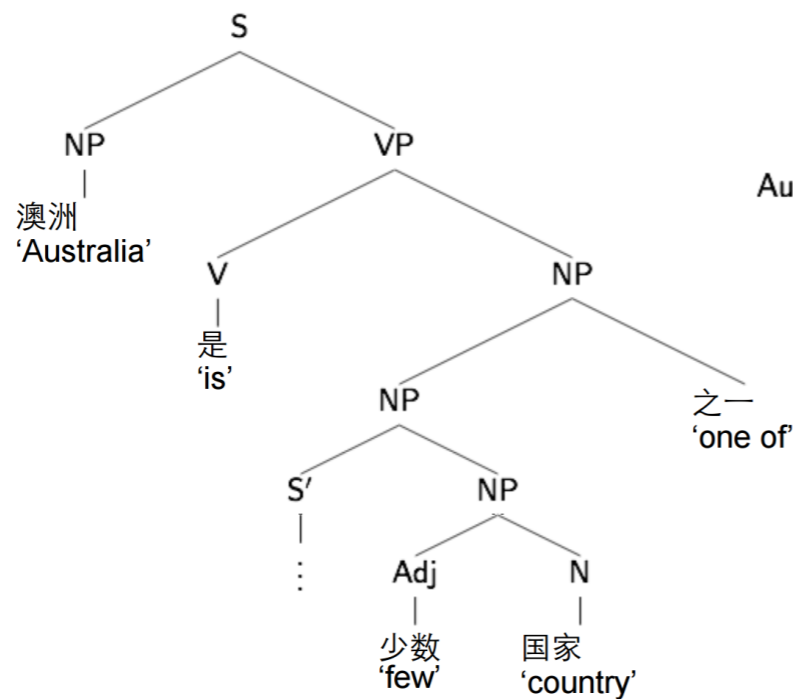 S
NP VP
Au
澳洲
‘Australia’
V NP
是
‘is’
NP 之一
‘one of’
S′ NP
⋮ Adj N
少数 国家
‘few’ ‘country’